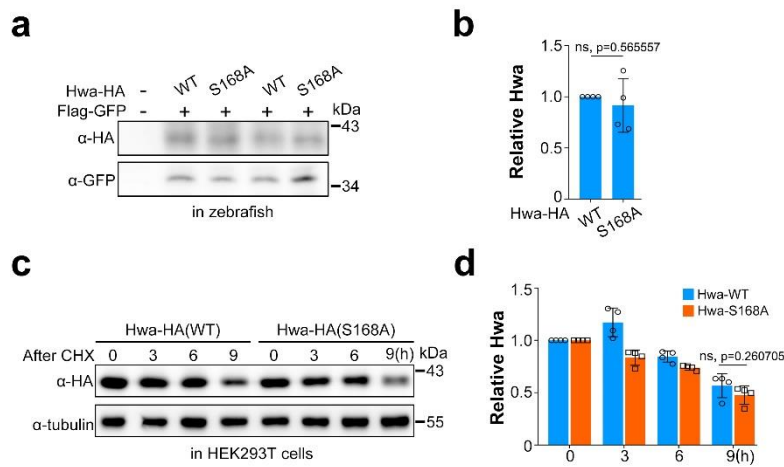 a
Hwa-HA - WT S168A WT S168A
Flag-GFP - + + + + kDa
α-HA 43
α-GFP 34
in zebrafish
b
ns, p=0.565557
Relative Hwa
1.5
1.0
0.5
0
Hwa-HA WT S168A
c
Hwa-HA(WT) Hwa-HA(S168A)
After CHX 0 3 6 9 0 3 6 9(h) kDa
α-HA 43
α-tubulin 55
in HEK293T cells
d
Relative Hwa
1.5
1.0
0.5
0
Hwa-WT
Hwa-S168A
ns, p=0.260705
0 3 6 9(h)